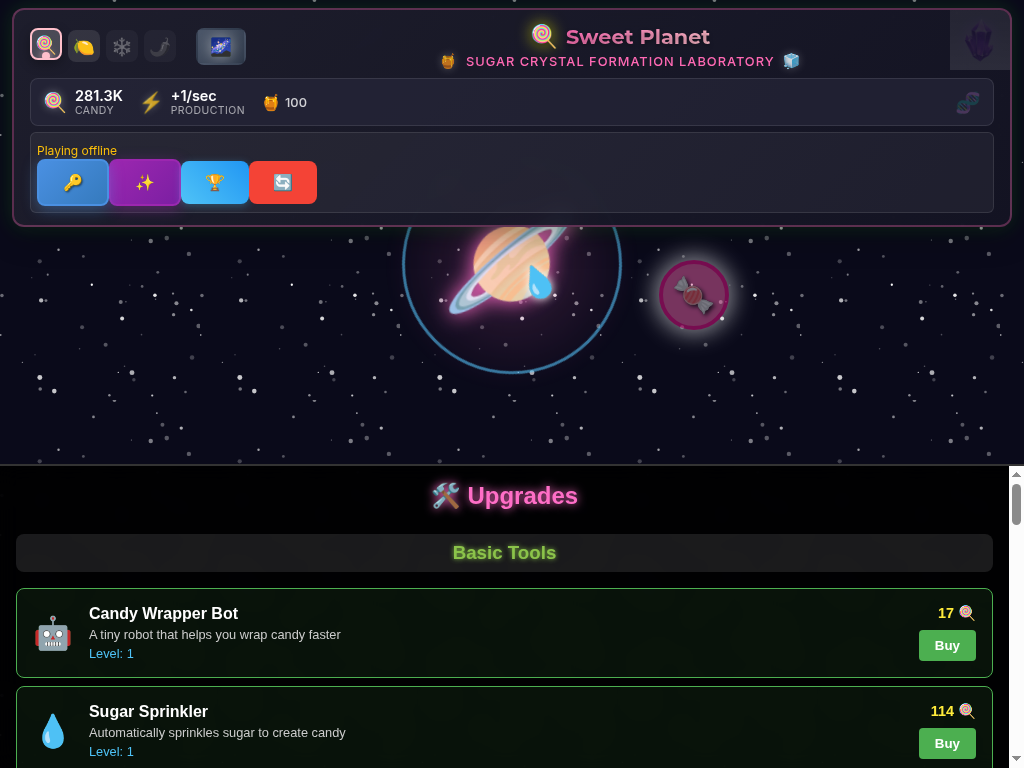 Sweet Planet
SUGAR CRYSTAL FORMATION LABORATORY
281.3K
CANDY
+1/sec
PRODUCTION
100
Playing offline
Upgrades
Basic Tools
Candy Wrapper Bot
A tiny robot that helps you wrap candy faster
Level: 1
17
Buy
Sugar Sprinkler
Automatically sprinkles sugar to create candy
Level: 1
114
Buy